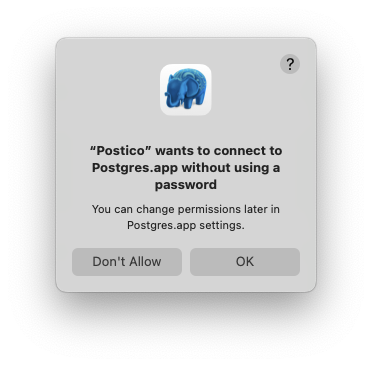 ?
“Postico” wants to connect to
Postgres.app without using a
password
You can change permissions later in
Postgres.app settings.
Don't Allow
OK